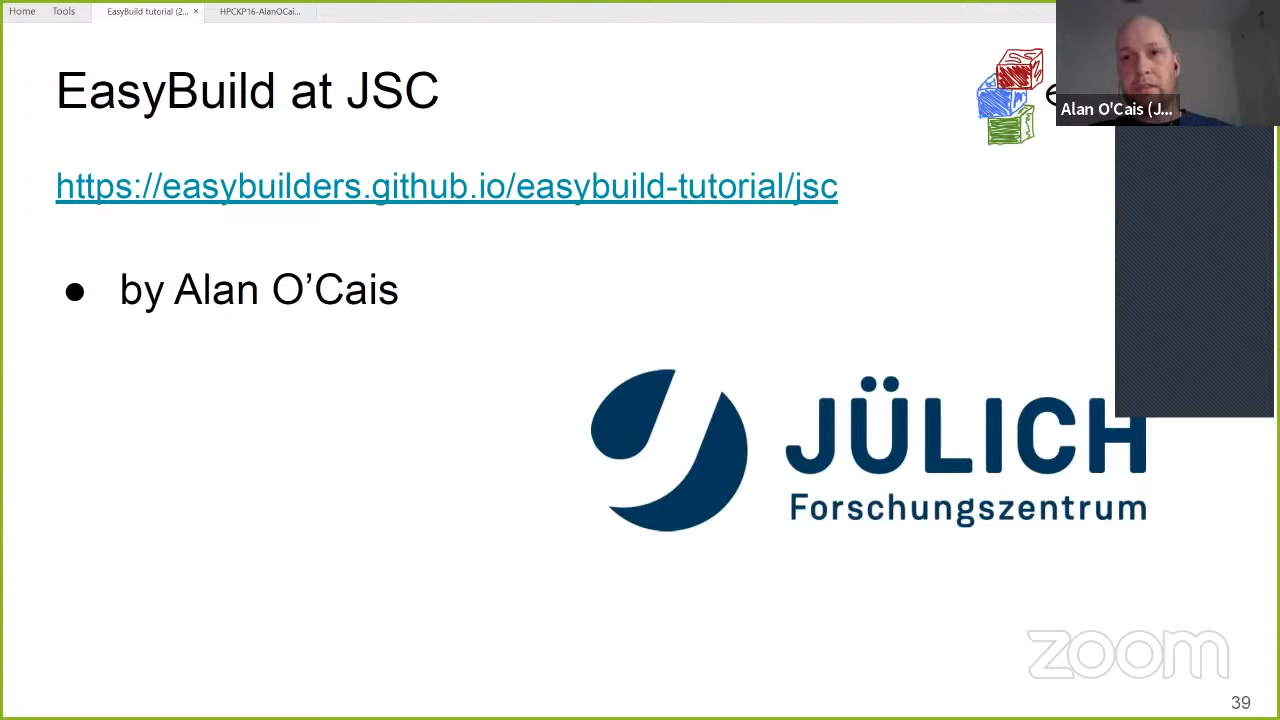 Home Tools EasyBuild tutorial (2... × HPCKP16-AlanOCai...
EasyBuild at JSC
Alan O'Cais (J...
https://easybuilders.github.io/easybuild-tutorial/jsc
● by Alan O’Cais
JÜLICH
Forschungszentrum
zoom
39